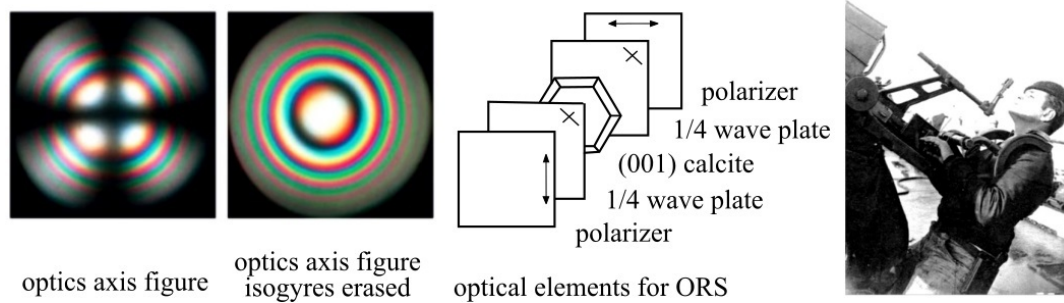 optics axis figure
optics axis figure
isogyres erased
polarizer
1/4 wave plate
(001) calcite
1/4 wave plate
polarizer
optical elements for ORS